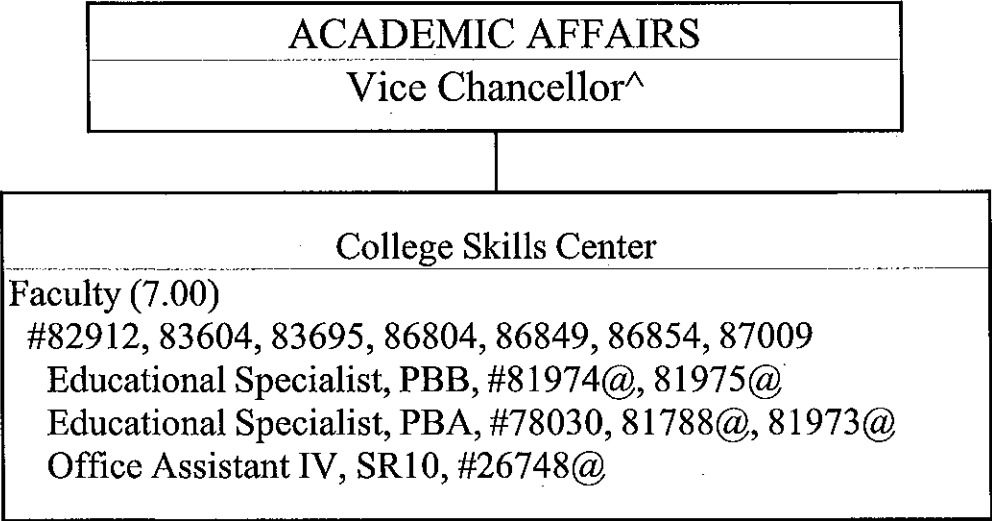 ACADEMIC AFFAIRS
Vice Chancellor^
College Skills Center
Faculty (7.00)
#82912, 83604, 83695, 86804, 86849, 86854, 87009
Educational Specialist, PBB, #81974@, 81975@
Educational Specialist, PBA, #78030, 81788@, 81973@
Office Assistant IV, SR10, #26748@